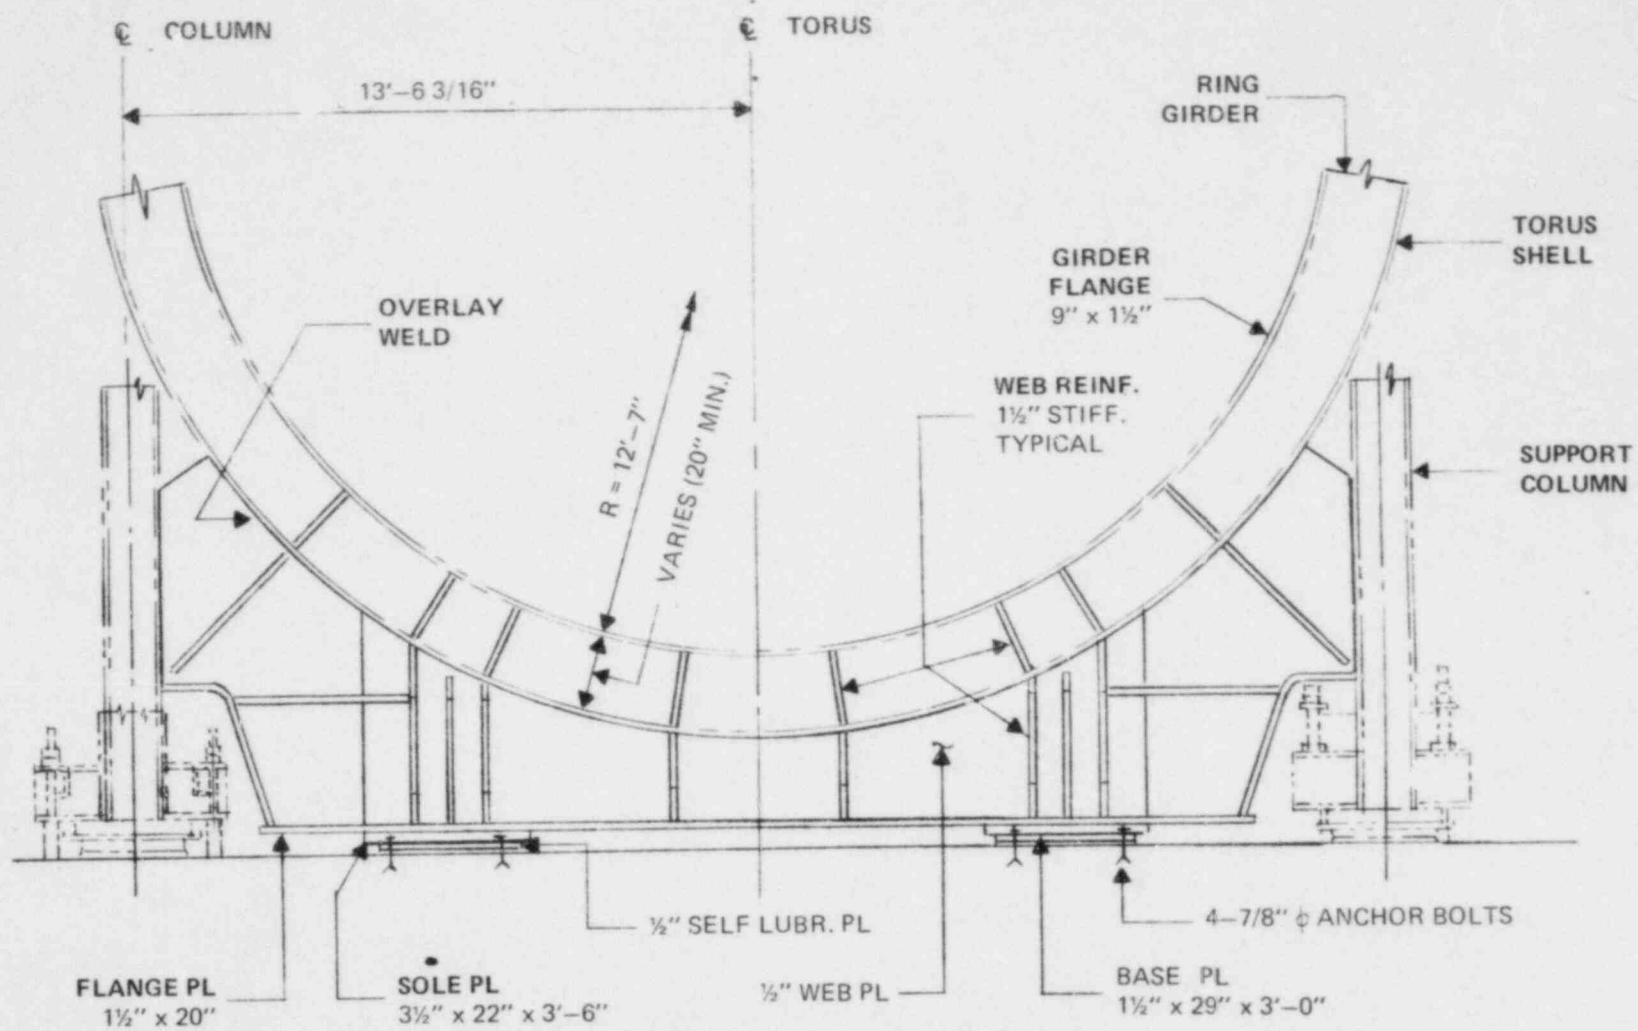 ℄ COLUMN
℄ TORUS
13'–6 3/16"
RING
GIRDER
TORUS
SHELL
GIRDER
FLANGE
9" x 1½"
OVERLAY
WELD
R = 12'–7"
VARIES (20" MIN.)
WEB REINF.
1½" STIFF.
TYPICAL
SUPPORT
COLUMN
½" SELF LUBR. PL
4–7/8" ϕ ANCHOR BOLTS
FLANGE PL
1½" x 20"
SOLE PL
3½" x 22" x 3'–6"
½" WEB PL
BASE PL
1½" x 29" x 3'–0"